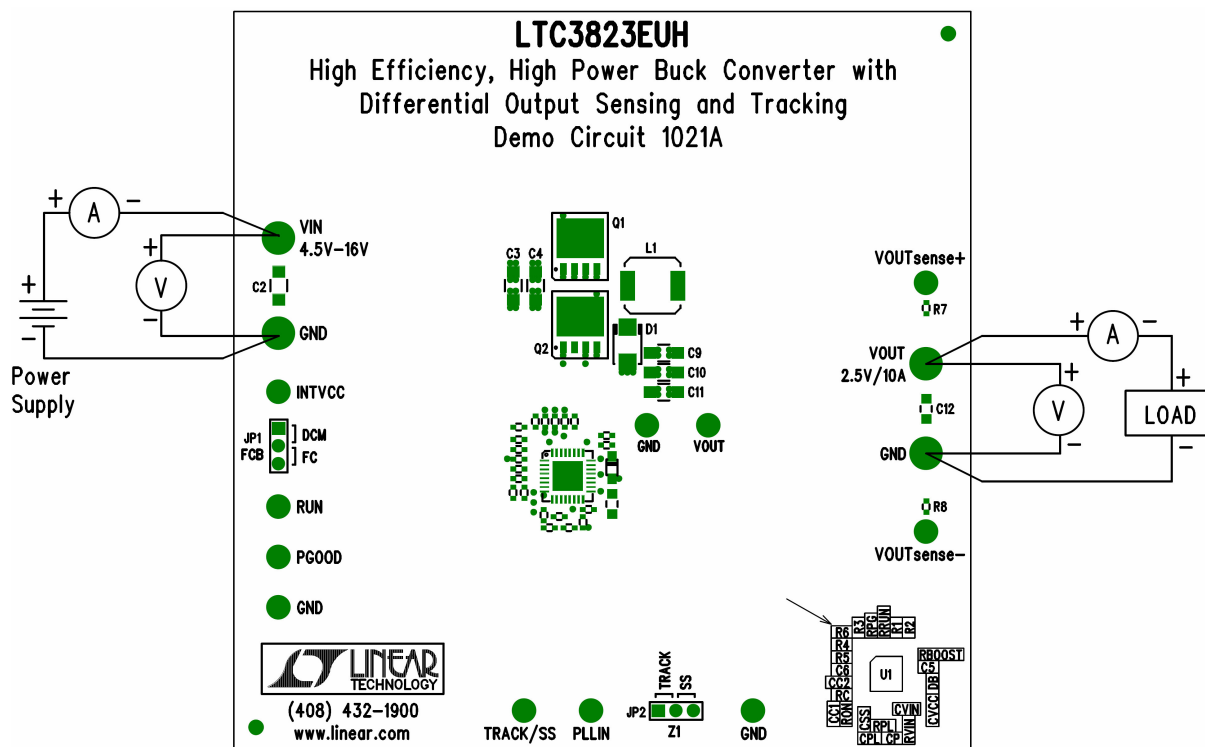 LTC3823EUH
High Efficiency, High Power Buck Converter with
Differential Output Sensing and Tracking
Demo Circuit 1021A
+ A −
VIN
4.5V−16V
+
V
−
C2
GND
+
−
Power
Supply
INTVCC
JP1
FCB
DCM
FC
RUN
PGOOD
GND
Q1
C3 C4
L1
Q2
D1
C9
C10
C11
GND VOUT
VOUTsense+
R7
+ A −
VOUT
2.5V/10A
+
V
−
C12
+
LOAD
−
GND
R8
VOUTsense−
LINEAR
TECHNOLOGY
(408) 432−1900
www.linear.com
TRACK/SS
PLLIN
TRACK
SS
JP2
Z1
GND
R3
RPG
RRUN
R1
R2
R6
R4
R5
C6
CC2
RC
CC1
RON
U1
RBOOST
C5
DB
CVCC
CSS
CVIN
RPL
RVIN
CPL
CP